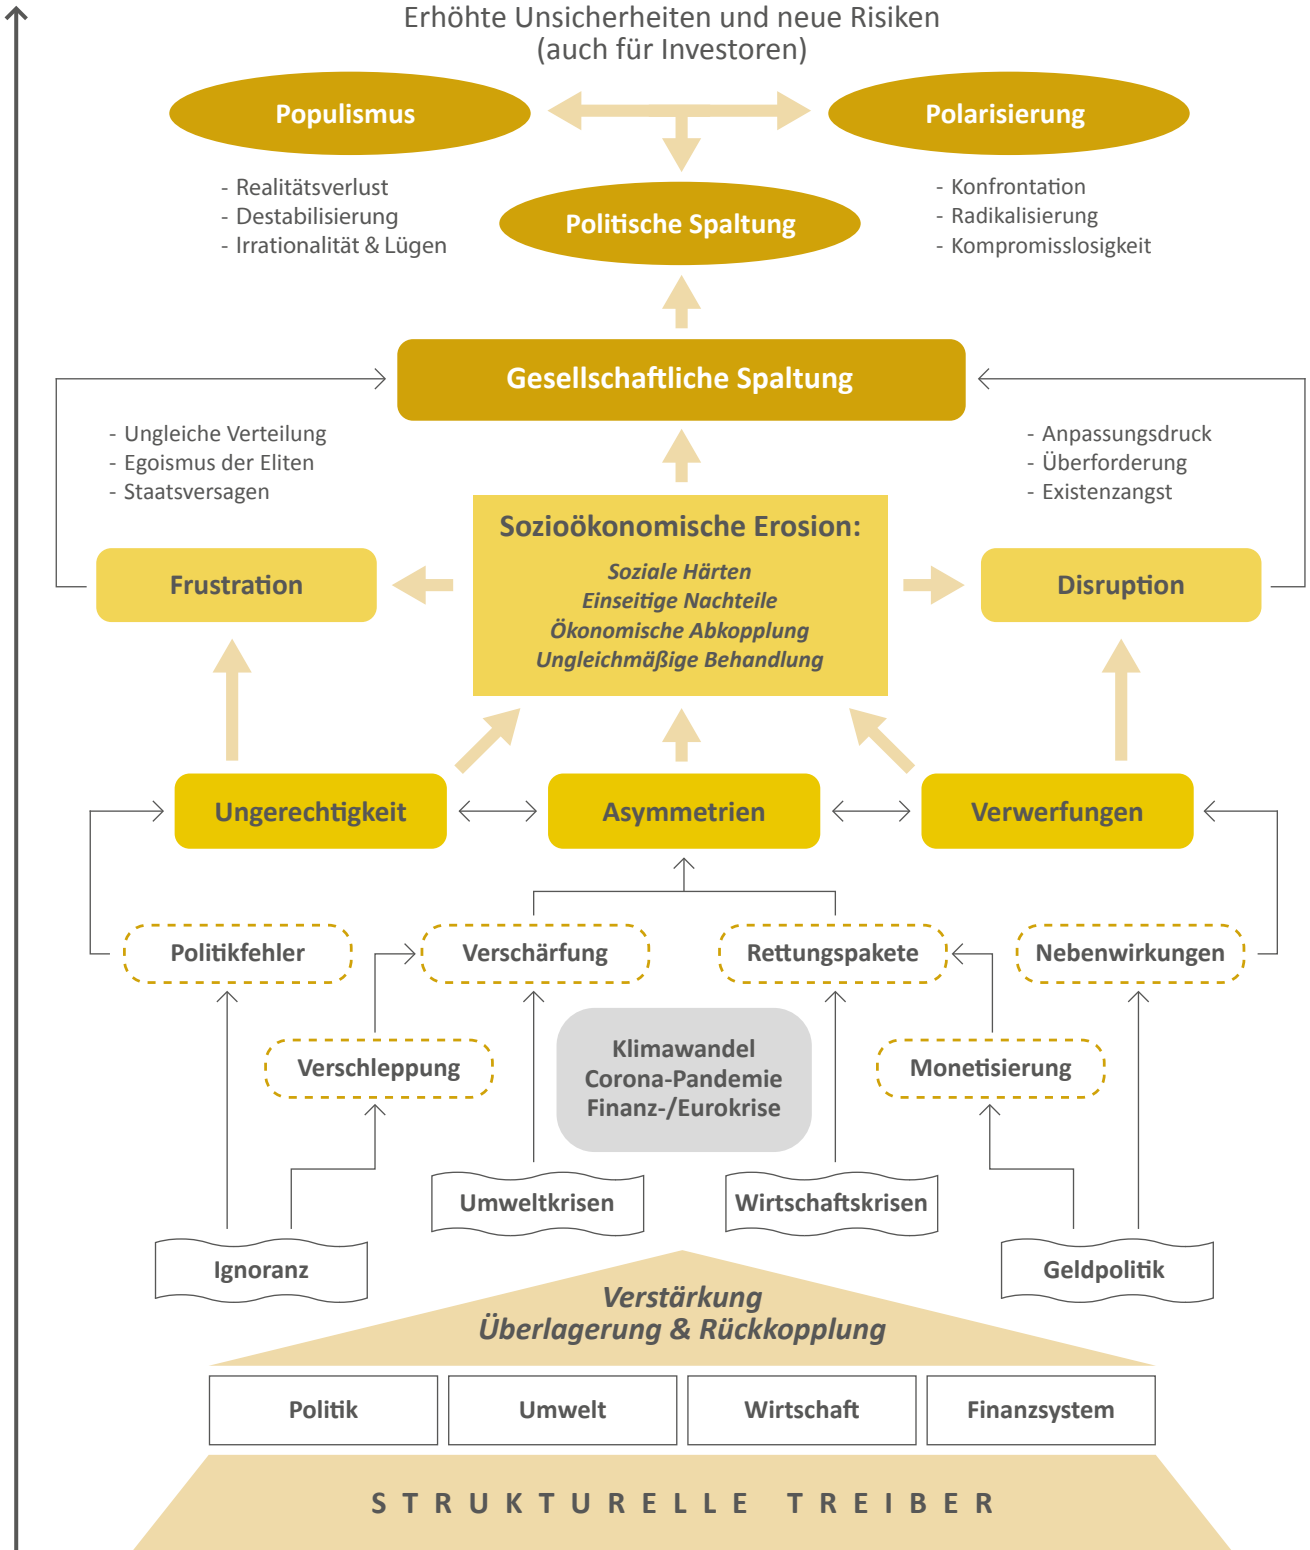 Erhöhte Unsicherheiten und neue Risiken
(auch für Investoren)
Populismus
Polarisierung
- Realitätsverlust
- Destabilisierung
- Irrationalität & Lügen
Politische Spaltung
- Konfrontation
- Radikalisierung
- Kompromisslosigkeit
Gesellschaftliche Spaltung
- Ungleiche Verteilung
- Egoismus der Eliten
- Staatsversagen
- Anpassungsdruck
- Überforderung
- Existenzangst
Sozioökonomische Erosion:
Soziale Härten
Einseitige Nachteile
Ökonomische Abkopplung
Ungleichmäßige Behandlung
Frustration
Disruption
Ungerechtigkeit
Asymmetrien
Verwerfungen
Politikfehler
Verschärfung
Rettungspakete
Nebenwirkungen
Verschleppung
Klimawandel
Corona-Pandemie
Finanz-/Eurokrise
Monetisierung
Umweltkrisen
Wirtschaftskrisen
Ignoranz
Geldpolitik
Verstärkung
Überlagerung & Rückkopplung
Politik
Umwelt
Wirtschaft
Finanzsystem
STRUKTURELLE TREIBER